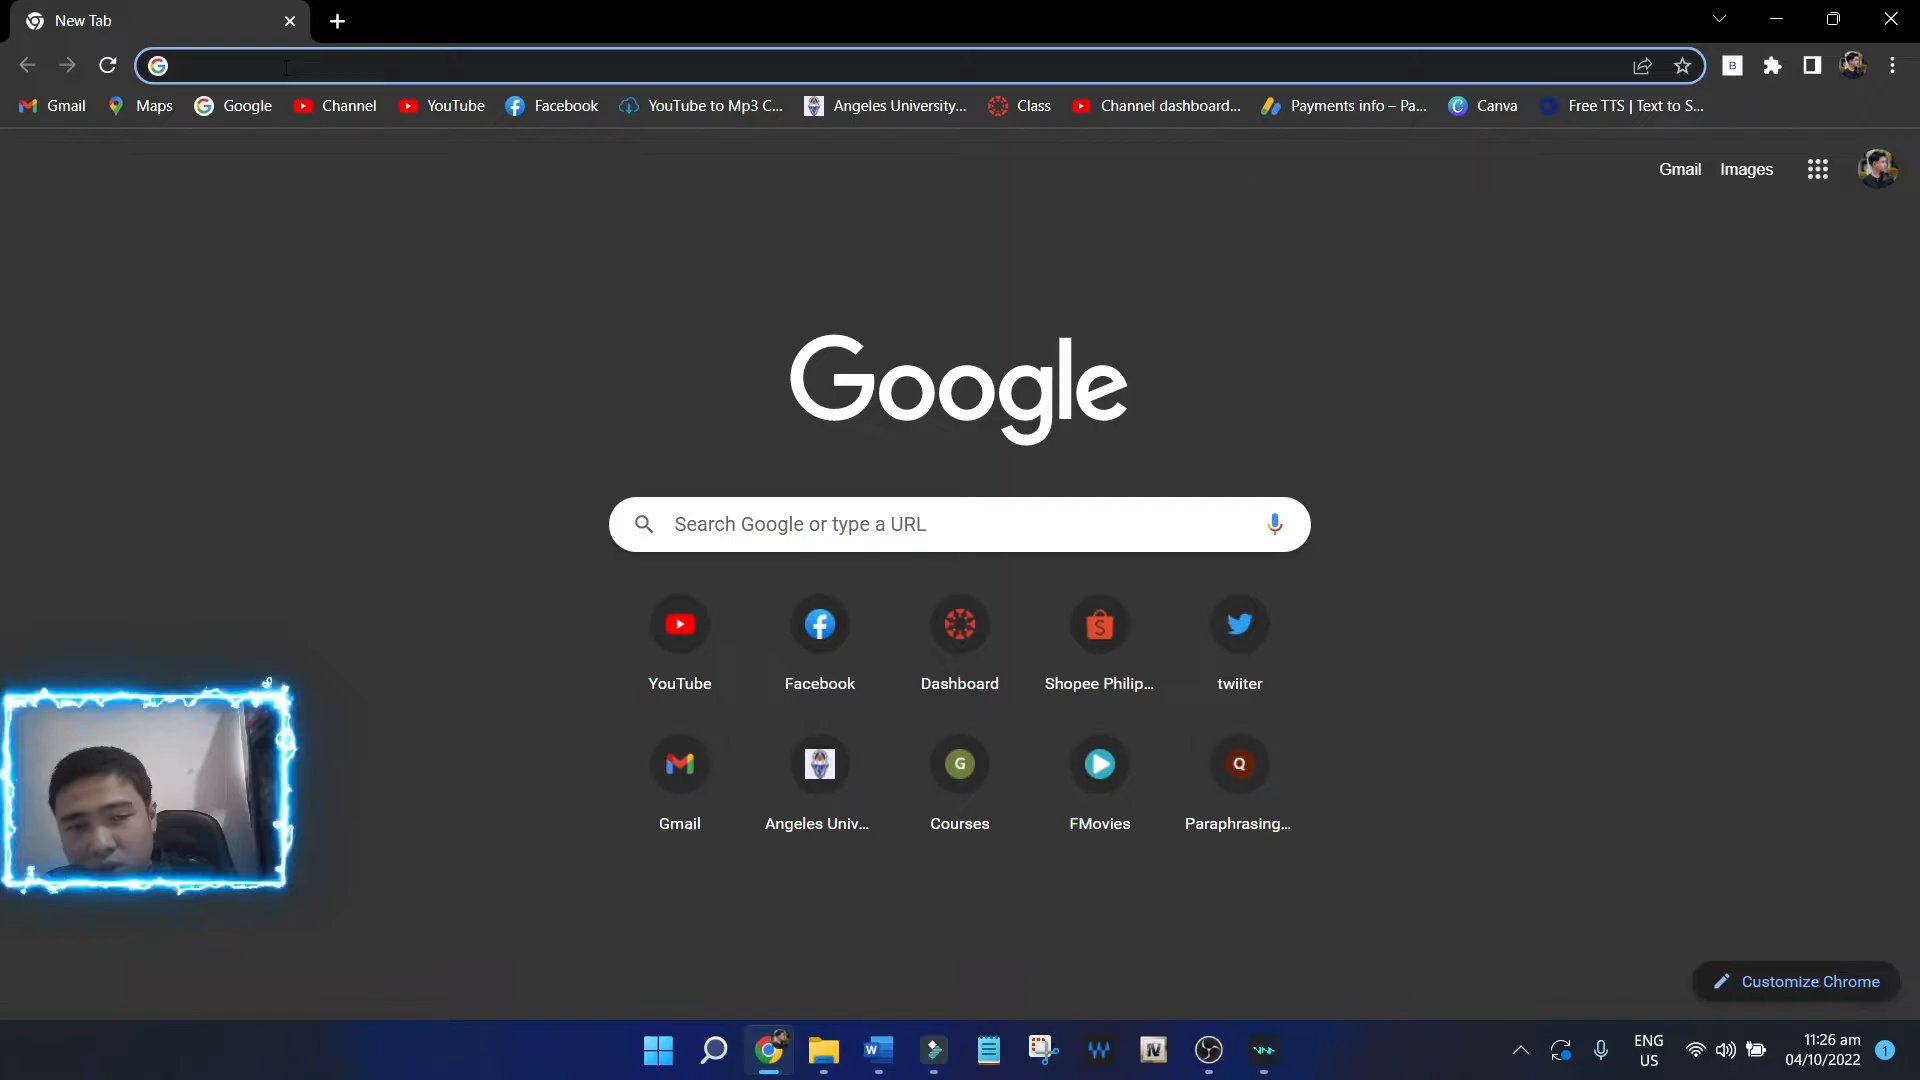 New Tab
Gmail Maps Google Channel YouTube Facebook YouTube to Mp3 C... Angeles University... Class Channel dashboard... Payments info – Pa... Canva Free TTS | Text to S...
Gmail Images
Google
Search Google or type a URL
YouTube Facebook Dashboard Shopee Philip... twiiter
G Q
Gmail Angeles Univ... Courses FMovies Paraphrasing...
Customize Chrome
ENG
US
11:26 am
04/10/2022
1